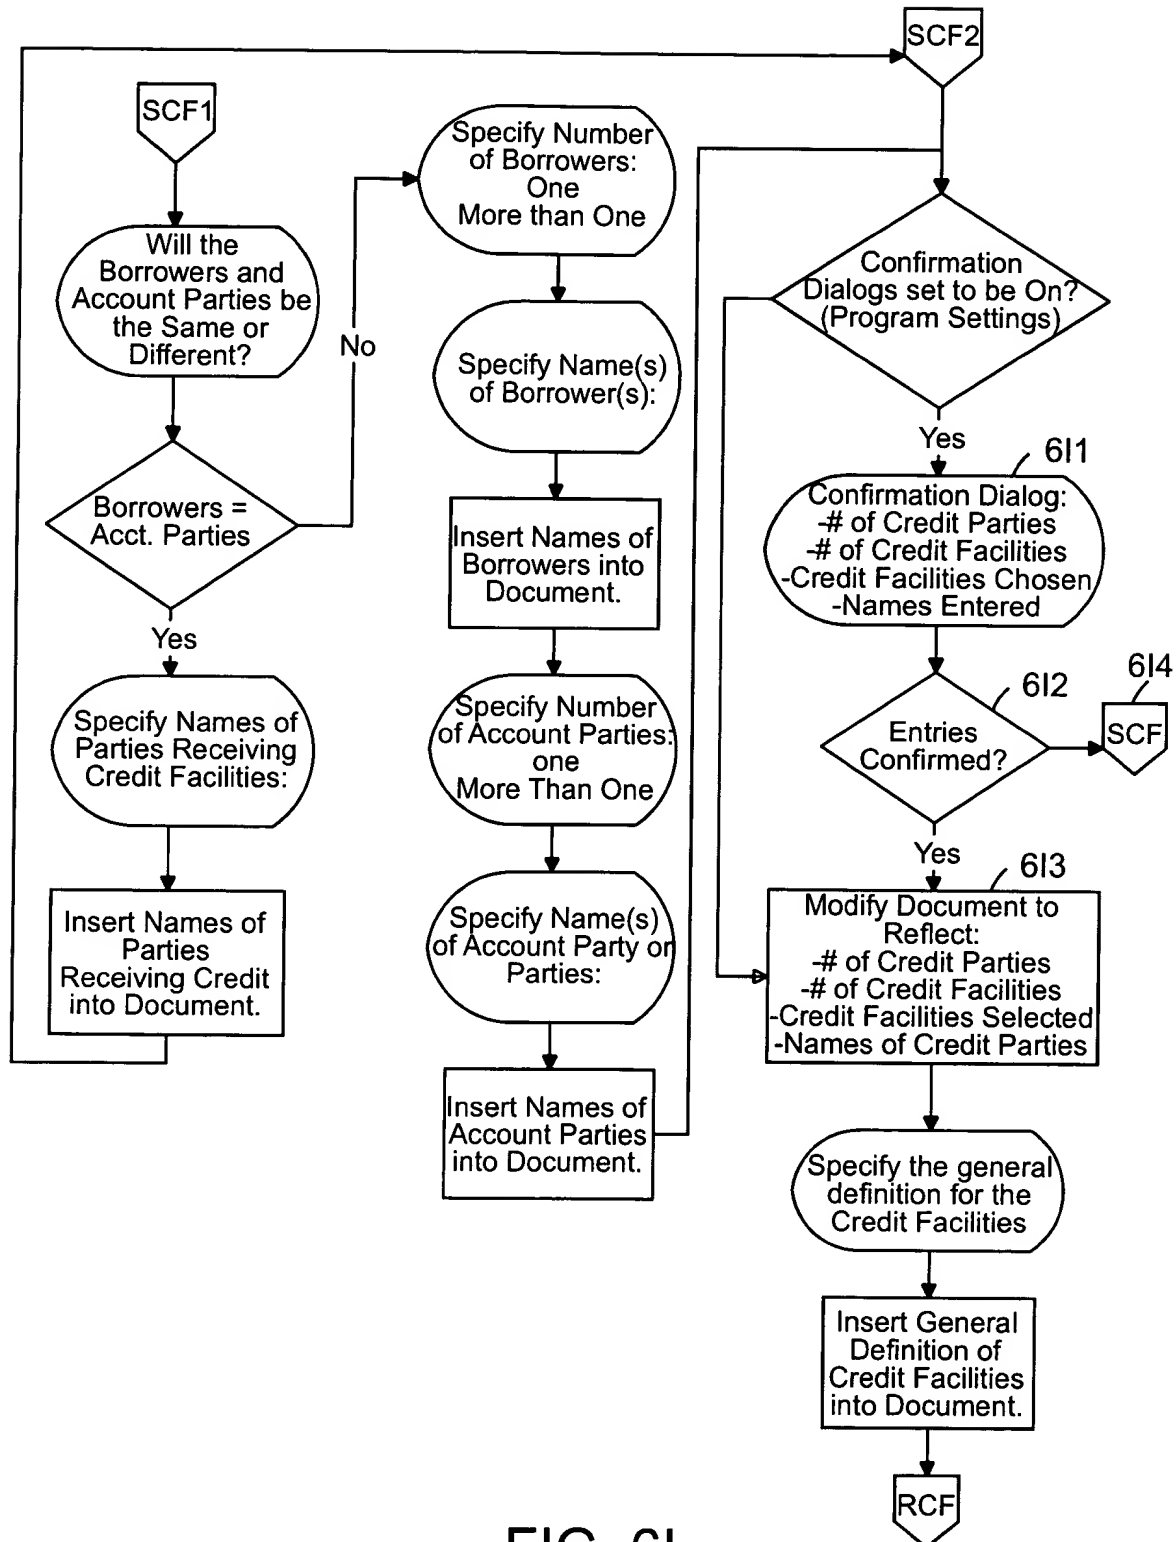 SCF1
Will the
Borrowers and
Account Parties be
the Same or
Different?
Borrowers =
Acct. Parties
No
Yes
Specify Names of
Parties Receiving
Credit Facilities:
Insert Names of
Parties
Receiving Credit
into Document.
Specify Number
of Borrowers:
One
More than One
Specify Name(s)
of Borrower(s):
Insert Names of
Borrowers into
Document.
Specify Number
of Account Parties:
one
More Than One
Specify Name(s)
of Account Party or
Parties:
Insert Names of
Account Parties
into Document.
SCF2
Confirmation
Dialogs set to be On?
(Program Settings)
Yes
6I1
Confirmation Dialog:
-# of Credit Parties
-# of Credit Facilities
-Credit Facilities Chosen
-Names Entered
6I2
Entries
Confirmed?
6I4
SCF
Yes
6I3
Modify Document to
Reflect:
-# of Credit Parties
-# of Credit Facilities
-Credit Facilities Selected
-Names of Credit Parties
Specify the general
definition for the
Credit Facilities
Insert General
Definition of
Credit Facilities
into Document.
RCF
FIG. 6I